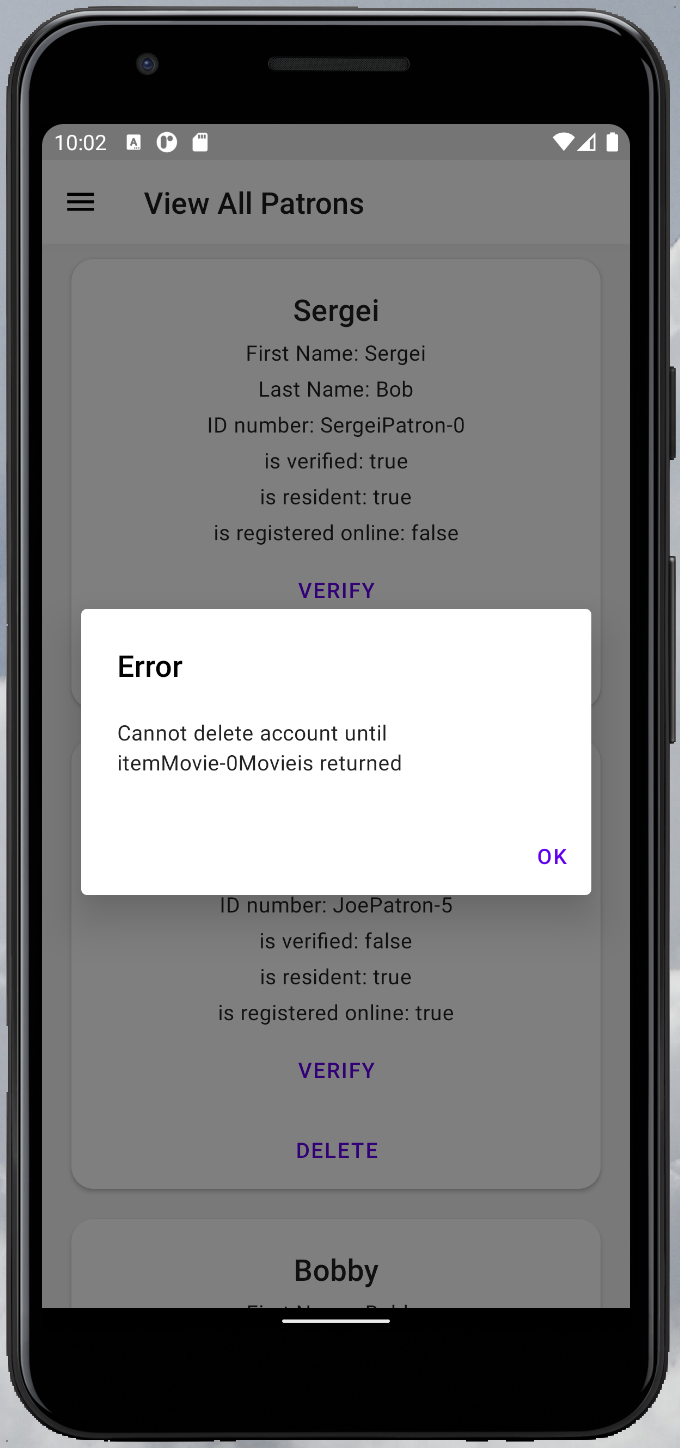 10:02
View All Patrons
Sergei
First Name: Sergei
Last Name: Bob
ID number: SergeiPatron-0
is verified: true
is resident: true
is registered online: false
VERIFY
Error
Cannot delete account until
itemMovie-0Movieis returned
OK
ID number: JoePatron-5
is verified: false
is resident: true
is registered online: true
VERIFY
DELETE
Bobby